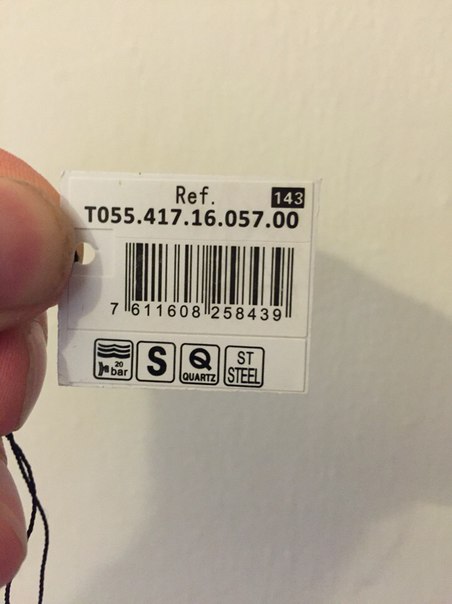 Ref. 143
T055.417.16.057.00
7 611608 258439
20
bar
S
Q
QUARTZ
ST
STEEL